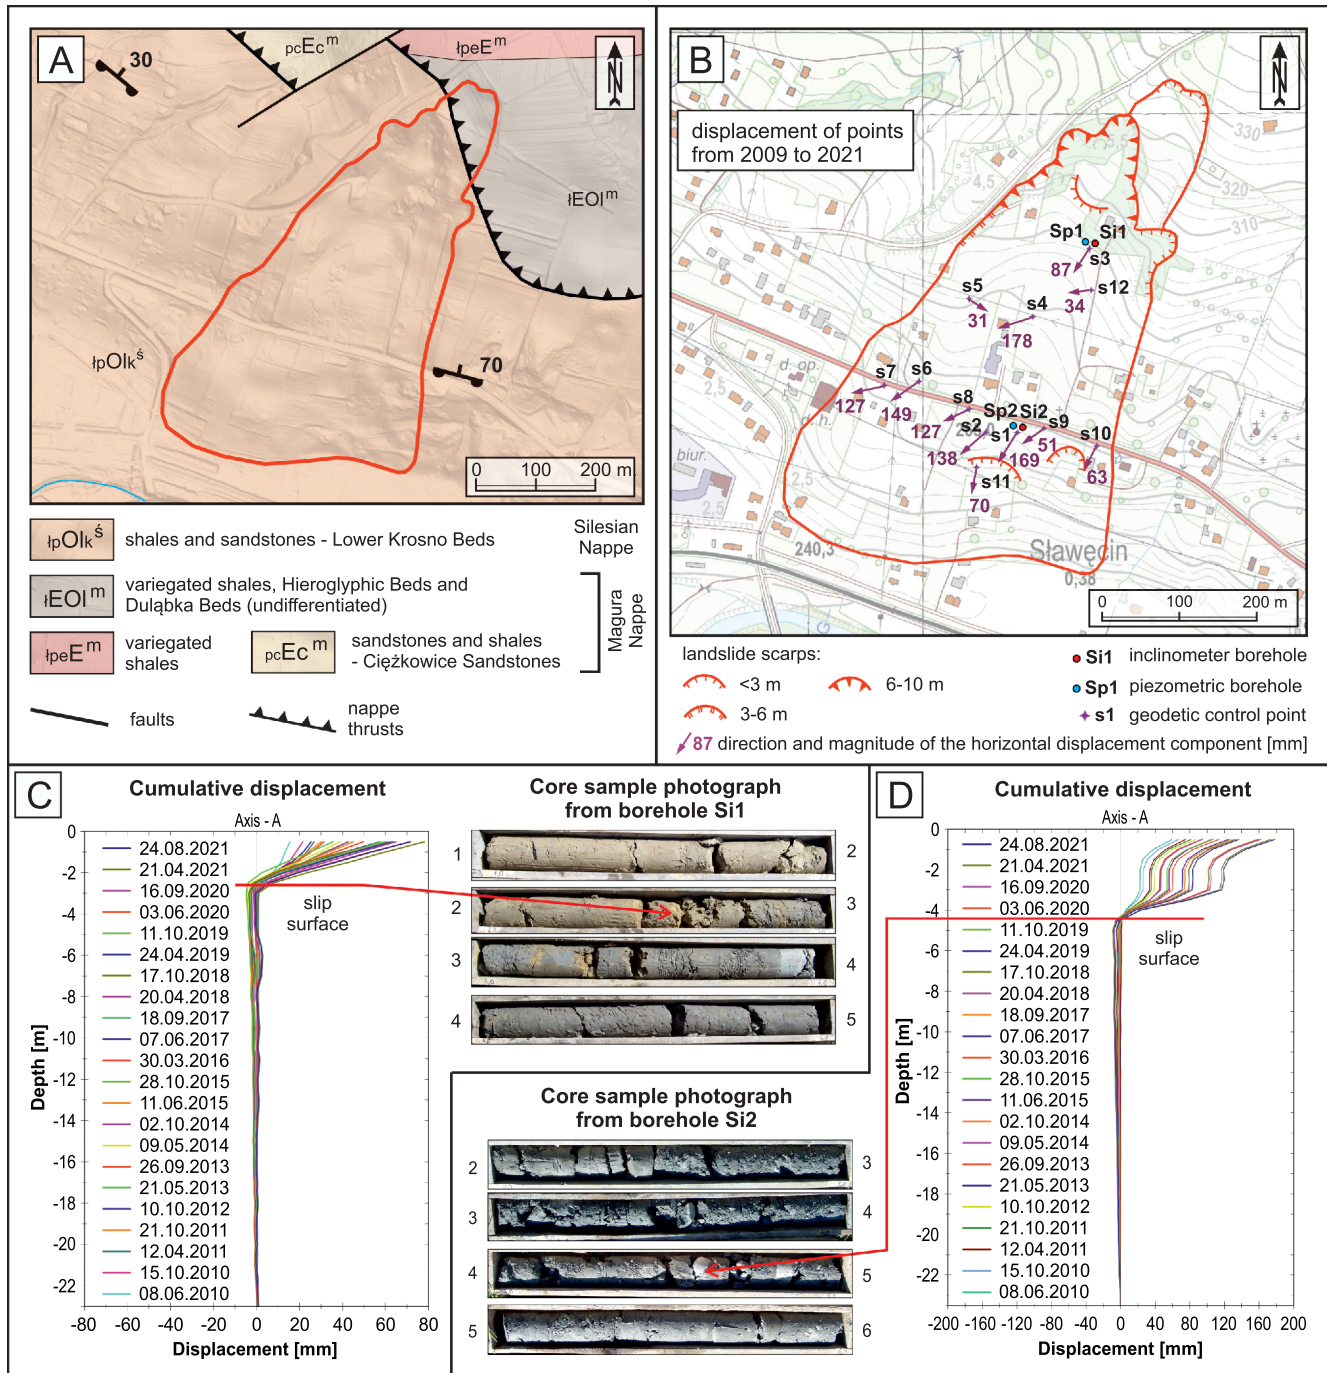 A
30
pcEc^m
łpeE^m
N
łEOl^m
łpOlk^ś
70
0 100 200 m
łpOlk^ś shales and sandstones - Lower Krosno Beds
Silesian
Nappe
łEOl^m variegated shales, Hieroglyphic Beds and
Duląbka Beds (undifferentiated)
łpeE^m variegated
shales
pcEc^m sandstones and shales
- Ciężkowice Sandstones
Magura
Nappe
faults
nappe
thrusts
B
N
displacement of points
from 2009 to 2021
330
320
310
4,5
Sp1 Si1
s3
87
s12
34
s5
31
s4
178
d. op.
s7
s6
2,5
127
149
d. h.
s8
127
Sp2 Si2
s2
s1
s9
51
s10
138
169
63
s11
70
biur.
2,5
240,3
Sławęcin
0,38
0 100 200 m
landslide scarps:
<3 m
6-10 m
3-6 m
Si1 inclinometer borehole
Sp1 piezometric borehole
s1 geodetic control point
87 direction and magnitude of the horizontal displacement component [mm]
C
Cumulative displacement
Axis - A
0
-2
-4
-6
-8
-10
-12
-14
-16
-18
-20
-22
Depth [m]
24.08.2021
21.04.2021
16.09.2020
03.06.2020
11.10.2019
24.04.2019
17.10.2018
20.04.2018
18.09.2017
07.06.2017
30.03.2016
28.10.2015
11.06.2015
02.10.2014
09.05.2014
26.09.2013
21.05.2013
10.10.2012
21.10.2011
12.04.2011
15.10.2010
08.06.2010
slip
surface
-80 -60 -40 -20 0 20 40 60 80
Displacement [mm]
Core sample photograph
from borehole Si1
1 2
2 3
3 4
4 5
Core sample photograph
from borehole Si2
2 3
3 4
4 5
5 6
D
Cumulative displacement
Axis - A
0
-2
-4
-6
-8
-10
-12
-14
-16
-18
-20
-22
Depth [m]
24.08.2021
21.04.2021
16.09.2020
03.06.2020
11.10.2019
24.04.2019
17.10.2018
20.04.2018
18.09.2017
07.06.2017
30.03.2016
28.10.2015
11.06.2015
02.10.2014
09.05.2014
26.09.2013
21.05.2013
10.10.2012
21.10.2011
12.04.2011
15.10.2010
08.06.2010
slip
surface
-200 -160 -120 -80 -40 0 40 80 120 160 200
Displacement [mm]